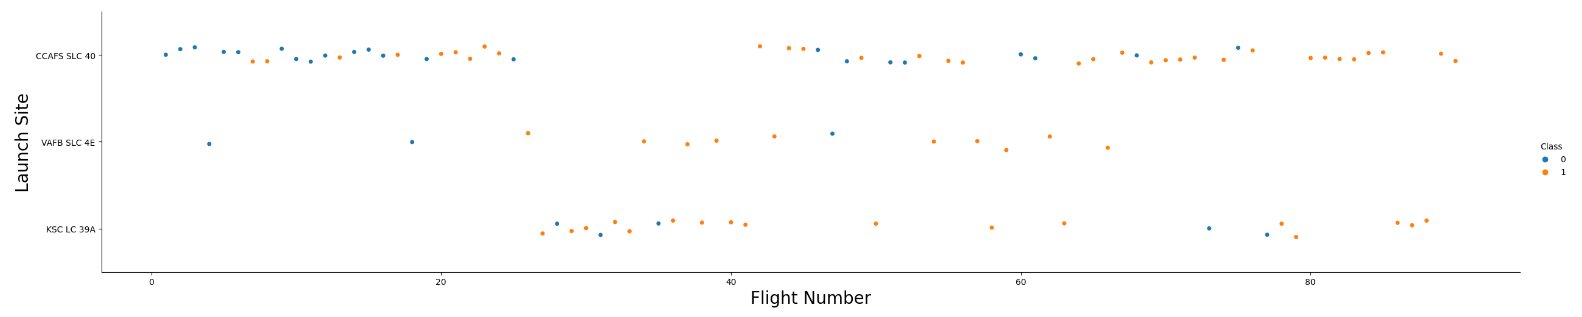 CCAFS SLC 40
VAFB SLC 4E
KSC LC 39A
Launch Site
0 20 40 60 80
Flight Number
Class
0
1